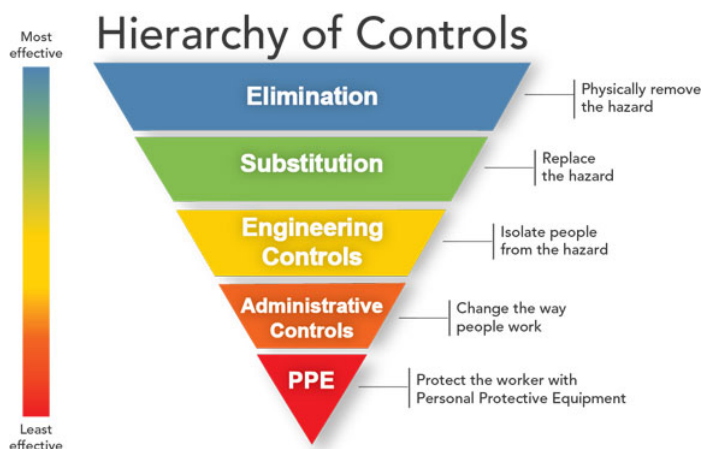 Hierarchy of Controls
Most
effective
Elimination
Physically remove
the hazard
Substitution
Replace
the hazard
Engineering
Controls
Isolate people
from the hazard
Administrative
Controls
Change the way
people work
PPE
Protect the worker with
Personal Protective Equipment
Least
effective